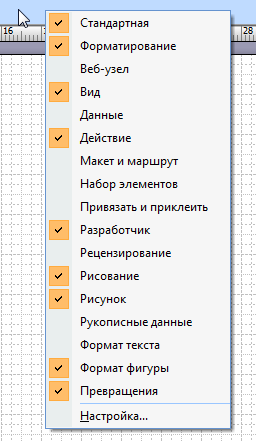 16 28
Стандартная
Форматирование
Веб-узел
Вид
Данные
Действие
Макет и маршрут
Набор элементов
Привязать и приклеить
Разработчик
Рецензирование
Рисование
Рисунок
Рукописные данные
Формат текста
Формат фигуры
Превращения
Настройка...